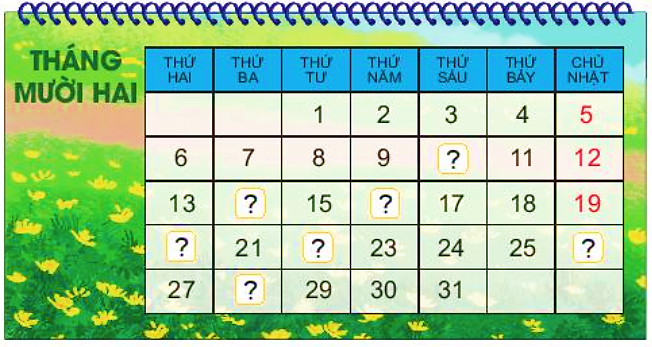 THÁNG
MƯỜI HAI
THỨ HAI THỨ BA THỨ TƯ THỨ NĂM THỨ SÁU THỨ BẢY CHỦ NHẬT
1 2 3 4 5
6 7 8 9 ? 11 12
13 ? 15 ? 17 18 19
? 21 ? 23 24 25 ?
27 ? 29 30 31